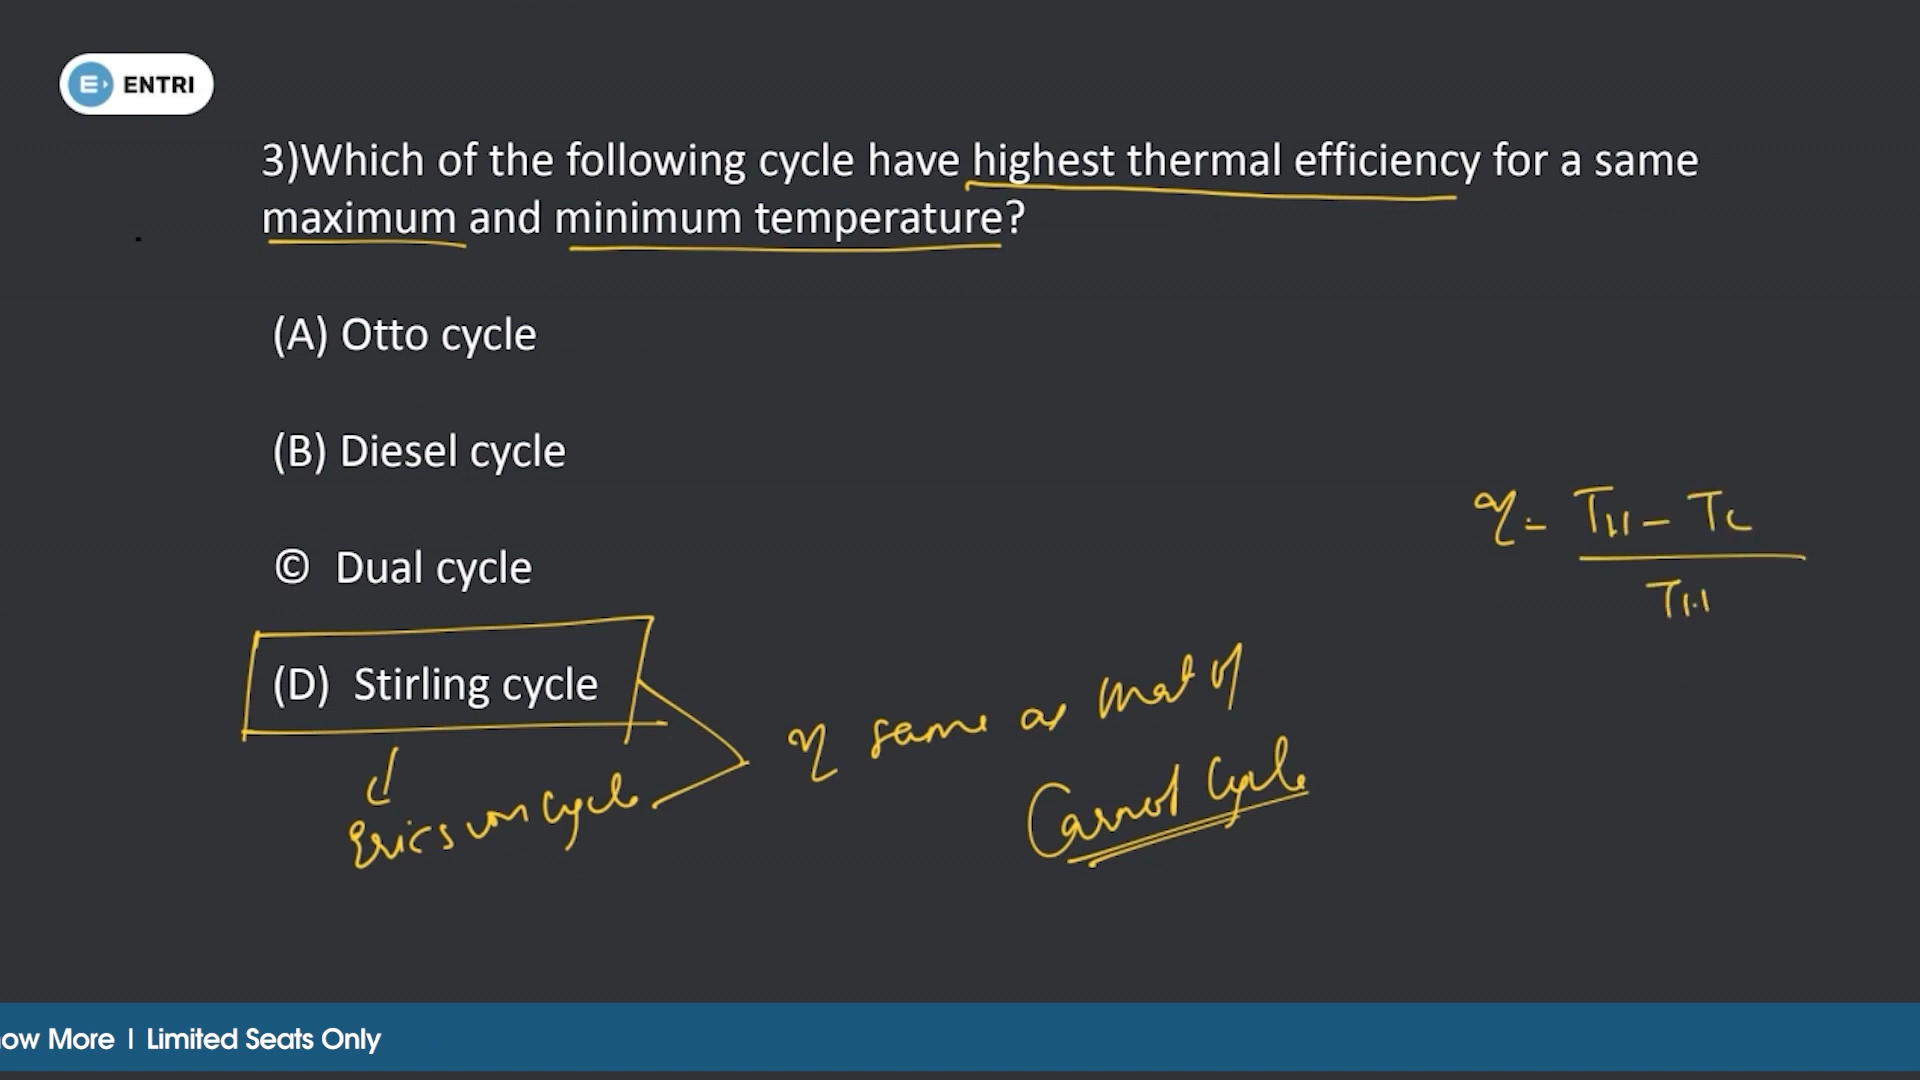 ENTRI
3)Which of the following cycle have highest thermal efficiency for a same
maximum and minimum temperature?
(A) Otto cycle
(B) Diesel cycle
© Dual cycle
(D) Stirling cycle
η = TH - TC
TH
η same as that of
Carnot Cycle
Ericsson Cycle
ow More | Limited Seats Only